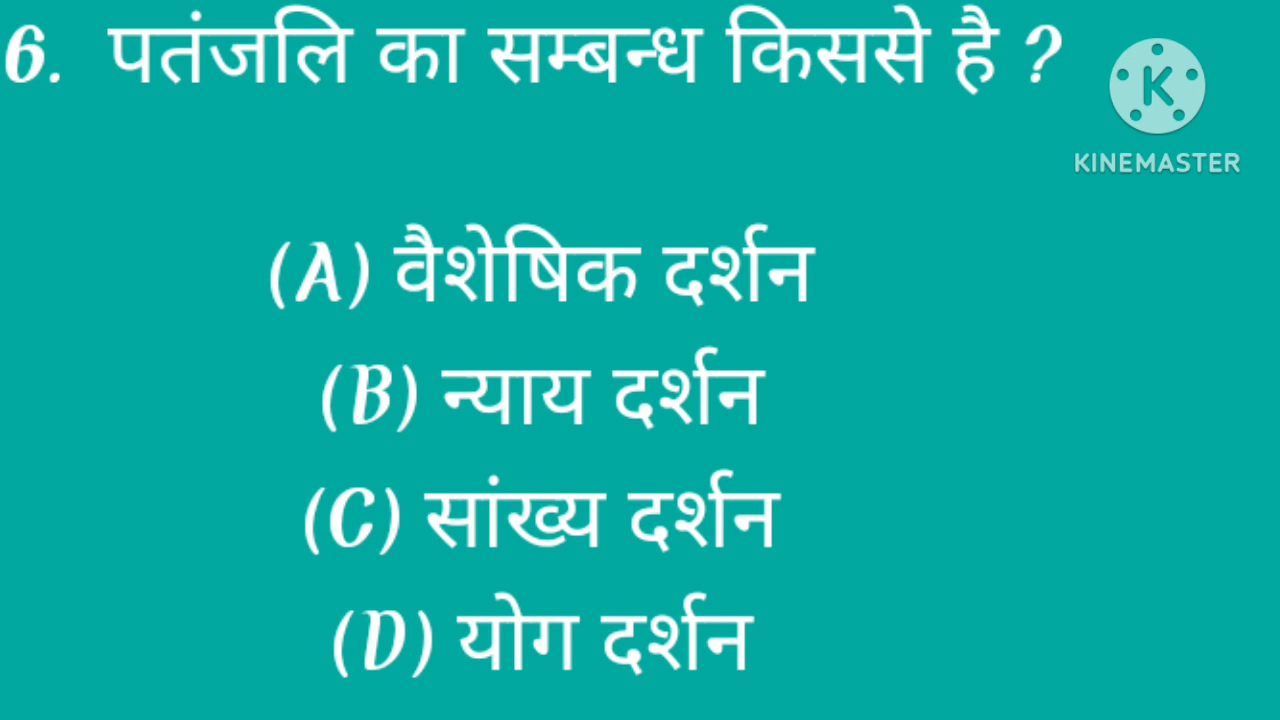 6. पतंजलि का सम्बन्ध किससे है ?
K
KINEMASTER
(A) वैशेषिक दर्शन
(B) न्याय दर्शन
(C) सांख्य दर्शन
(D) योग दर्शन